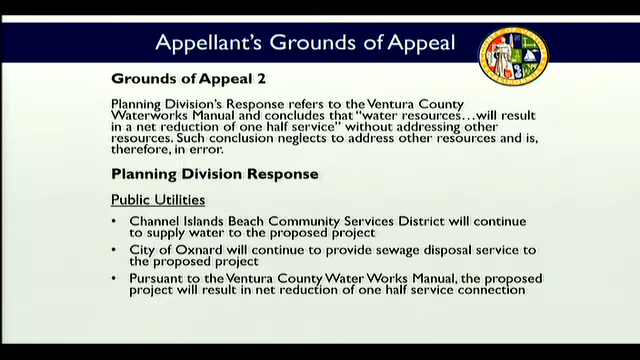 Appellant's Grounds of Appeal
Grounds of Appeal 2
Planning Division's Response refers to the Ventura County
Waterworks Manual and concludes that "water resources…will result
in a net reduction of one half service" without addressing other
resources. Such conclusion neglects to address other resources and is,
therefore, in error.
Planning Division Response
Public Utilities
• Channel Islands Beach Community Services District will continue
to supply water to the proposed project
• City of Oxnard will continue to provide sewage disposal service to
the proposed project
• Pursuant to the Ventura County Water Works Manual, the proposed
project will result in net reduction of one half service connection